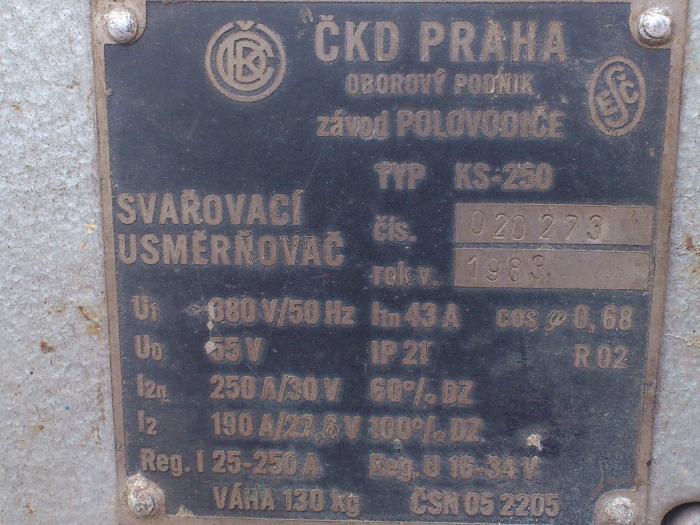 ČKD
ČKD PRAHA
OBOROVÝ PODNIK
závod POLOVODIČE
ESČ
TYP KS-250
SVAŘOVACÍ
USMĚRŇOVAČ
čís. 020273
rok v. 1983
U1 380 V/50 Hz I1n 43 A cos φ 0,68
U0 55 V IP 21 R 02
I2n 250 A/30 V 60% DZ
I2 190 A/27,6 V 100% DZ
Reg. I 25-250 A Reg. U 16-34 V
VÁHA 130 kg ČSN 05 2205